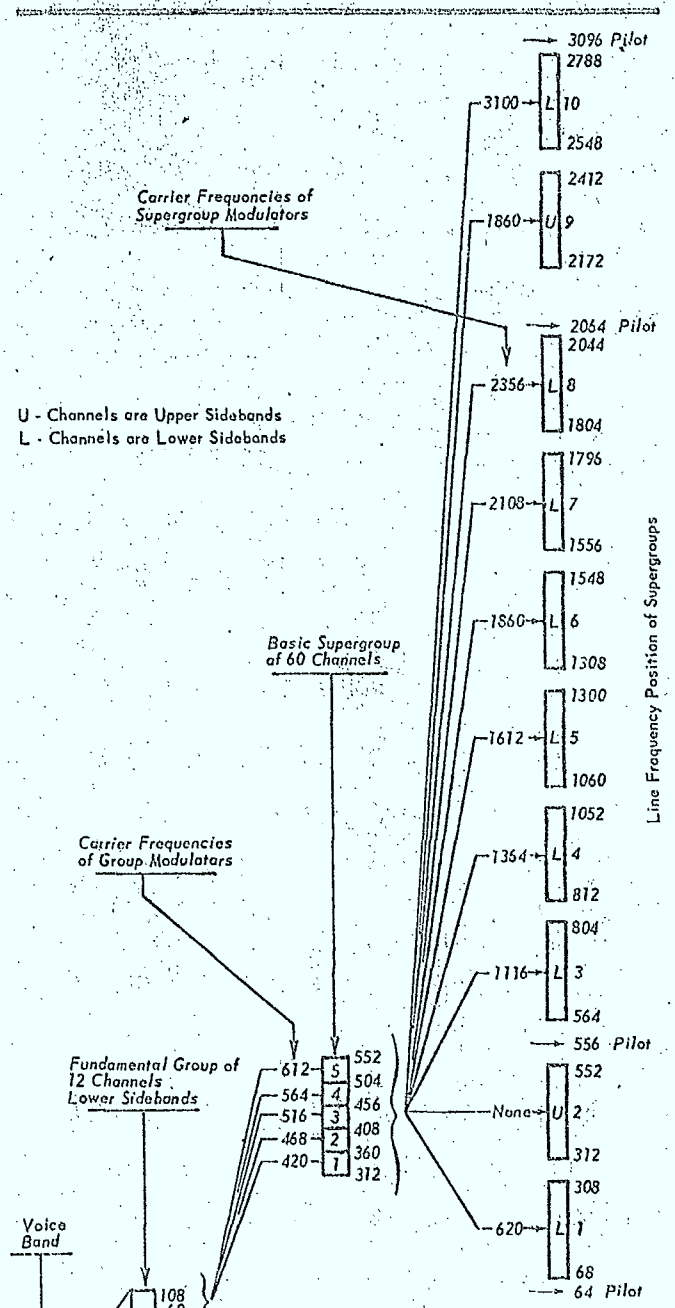 3096 Pilot
2788
3100 L 10
2548
2412
1860 U 9
2172
Carrier Frequencies of
Supergroup Modulators
2064 Pilot
2044
2356 L 8
1804
U - Channels are Upper Sidebands
L - Channels are Lower Sidebands
1796
2108 L 7
1556
1548
1860 L 6
1308
Line Frequency Position of Supergroups
Basic Supergroup
of 60 Channels
1300
1612 L 5
1060
1052
1364 L 4
812
Carrier Frequencies
of Group Modulators
804
1116 L 3
564
556 Pilot
Fundamental Group of
12 Channels
Lower Sidebands
612 5 552
504
564 4
456
516 3
408
468 2
360
420 1
312
552
None U 2
312
308
620 L 1
68
64 Pilot
Voice
Band
108